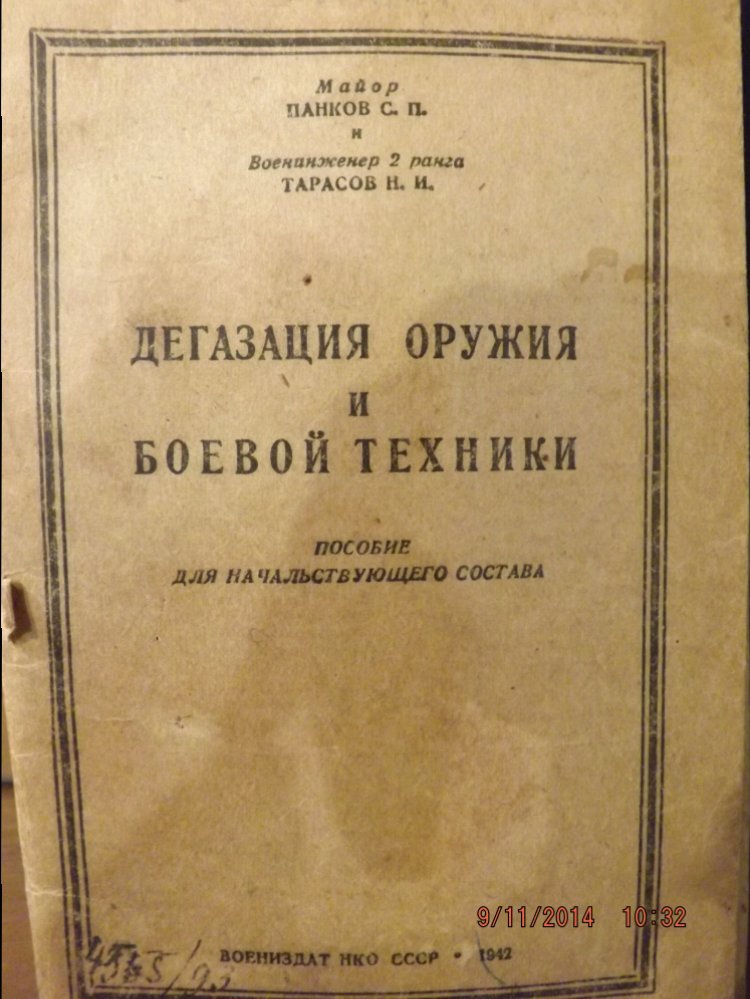 Майор
ПАНКОВ С. П.
и
Военинженер 2 ранга
ТАРАСОВ Н. И.
ДЕГАЗАЦИЯ ОРУЖИЯ
И
БОЕВОЙ ТЕХНИКИ
ПОСОБИЕ
ДЛЯ НАЧАЛЬСТВУЮЩЕГО СОСТАВА
9/11/2014 10:32
ВОЕНИЗДАТ НКО СССР • 1942